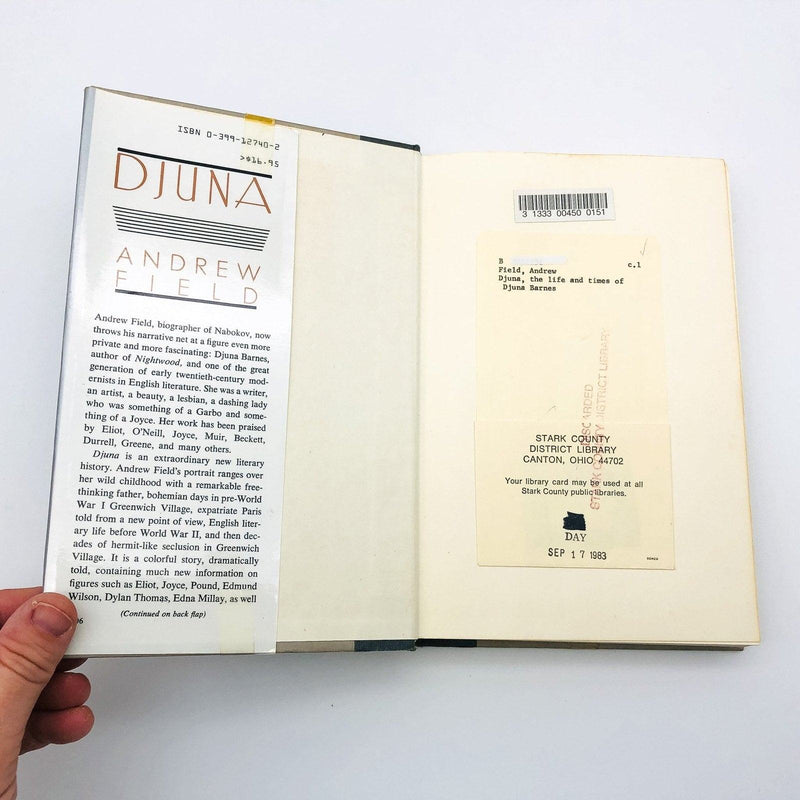 ISBN 0-399-12740-2
>$16.95
DJUNA
ANDREW
FIELD
Andrew Field, biographer of Nabokov, now
throws his narrative net at a figure even more
private and more fascinating: Djuna Barnes,
author of Nightwood, and one of the great
generation of early twentieth-century mod-
ernists in English literature. She was a writer,
an artist, a beauty, a lesbian, a dashing lady
who was something of a Garbo and some-
thing of a Joyce. Her work has been praised
by Eliot, O'Neill, Joyce, Muir, Beckett,
Durrell, Greene, and many others.
Djuna is an extraordinary new literary
history. Andrew Field's portrait ranges over
her wild childhood with a remarkable free-
thinking father, bohemian days in pre-World
War I Greenwich Village, expatriate Paris
told from a new point of view, English liter-
ary life before World War II, and then dec-
ades of hermit-like seclusion in Greenwich
Village. It is a colorful story, dramatically
told, containing much new information on
figures such as Eliot, Joyce, Pound, Edmund
Wilson, Dylan Thomas, Edna Millay, as well
(Continued on back flap)
3 1333 00450 0151
B
c.1
Field, Andrew
Djuna, the life and times of
Djuna Barnes
DISCARDED
STARK COUNTY DISTRICT LIBRARY
STARK COUNTY
DISTRICT LIBRARY
CANTON, OHIO 44702
Your library card may be used at all
Stark County public libraries.
DAY
SEP 17 1983